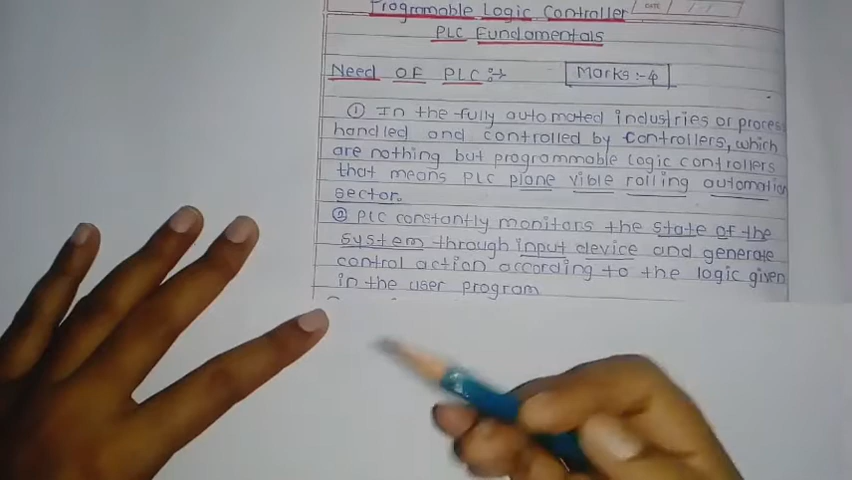 Programable Logic Controller
DATE
PLC Fundamentals
Need OF PLC :→
Marks :- 4
① In the fully automated industries or process
handled and controlled by Controllers, which
are nothing but programmable logic controllers
that means PLC plane vible rolling automation
sector.
② PLC constantly monitors the state of the
system through input device and generate
control action according to the logic given
in the user program